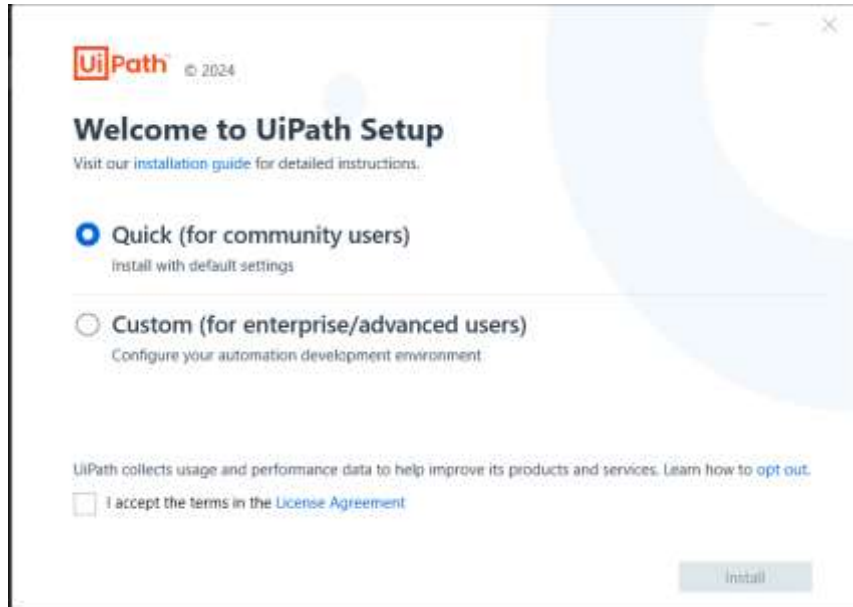 UiPath™ © 2024
Welcome to UiPath Setup
Visit our installation guide for detailed instructions.
Quick (for community users)
Install with default settings
Custom (for enterprise/advanced users)
Configure your automation development environment
UiPath collects usage and performance data to help improve its products and services. Learn how to opt out.
I accept the terms in the License Agreement
Install